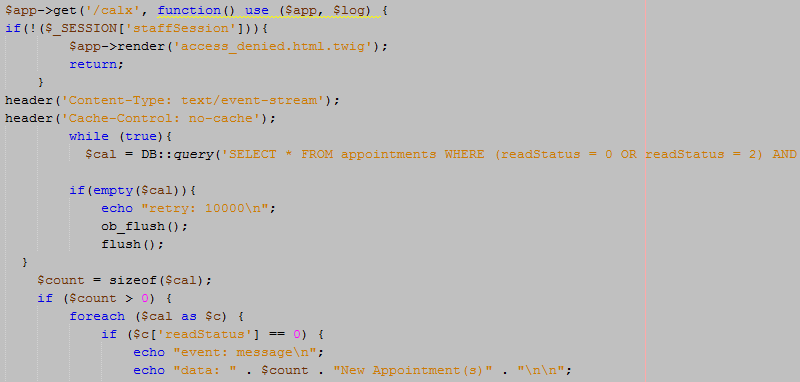 $app->get('/calx', function() use ($app, $log) {
if(!($_SESSION['staffSession'])){
$app->render('access_denied.html.twig');
return;
}
header('Content-Type: text/event-stream');
header('Cache-Control: no-cache');
while (true){
$cal = DB::query('SELECT * FROM appointments WHERE (readStatus = 0 OR readStatus = 2) AND
if(empty($cal)){
echo "retry: 10000\n";
ob_flush();
flush();
}
$count = sizeof($cal);
if ($count > 0) {
foreach ($cal as $c) {
if ($c['readStatus'] == 0) {
echo "event: message\n";
echo "data: " . $count . "New Appointment(s)" . "\n\n";